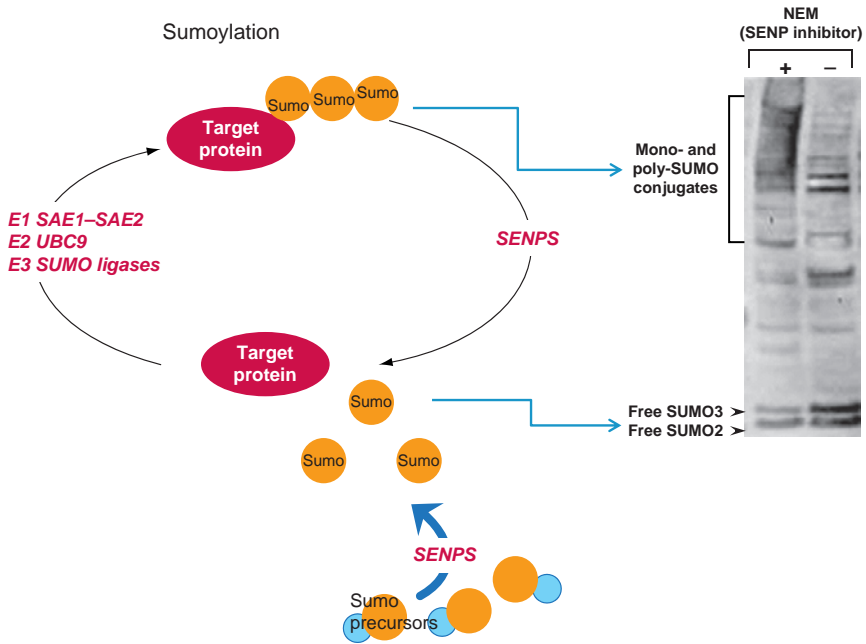 Sumoylation
NEM
(SENP inhibitor)
+ –
Sumo Sumo Sumo
Target
protein
Mono- and
poly-SUMO
conjugates
E1 SAE1–SAE2
E2 UBC9
E3 SUMO ligases
SENPS
Target
protein
Sumo
Free SUMO3
Free SUMO2
Sumo Sumo
SENPS
Sumo
precursors